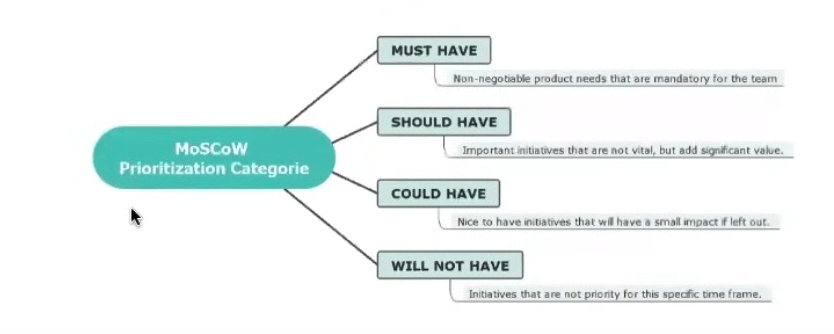 MoSCoW
Prioritization Categorie
MUST HAVE
Non-negotiable product needs that are mandatory for the team
SHOULD HAVE
Important initiatives that are not vital, but add significant value.
COULD HAVE
Nice to have initiatives that will have a small impact if left out.
WILL NOT HAVE
Initiatives that are not priority for this specific time frame.